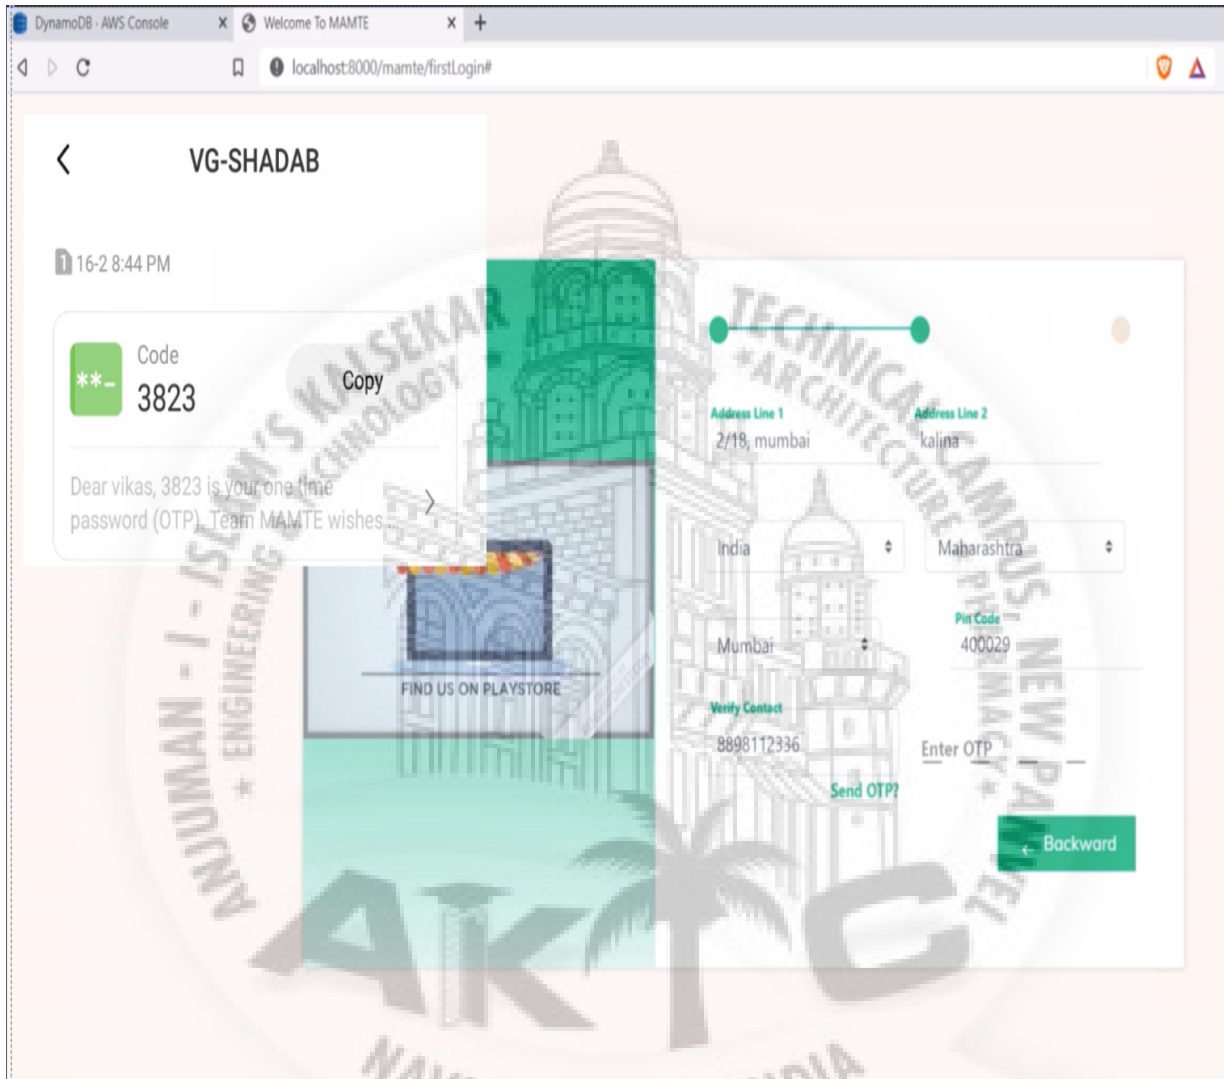 DynamoDB - AWS Console
Welcome To MAMTE
localhost:8000/mamte/firstLogin#
VG-SHADAB
1 16-2 8:44 PM
Code
3823
Copy
Dear vikas, 3823 is your one time
password (OTP). Team MAMTE wishes ...
FIND US ON PLAYSTORE
Address Line 1
2/18, mumbai
Address Line 2
kalina
India
Maharashtra
Mumbai
Pin Code
400029
Verify Contact
8898112336
Enter OTP
Send OTP?
← Backward
ANJUMAN - I - ISLAM'S KALSEKAR TECHNICAL CAMPUS, NEW PANVEL
* ENGINEERING & TECHNOLOGY *ARCHITECTURE *PHARMACY*
AKTC